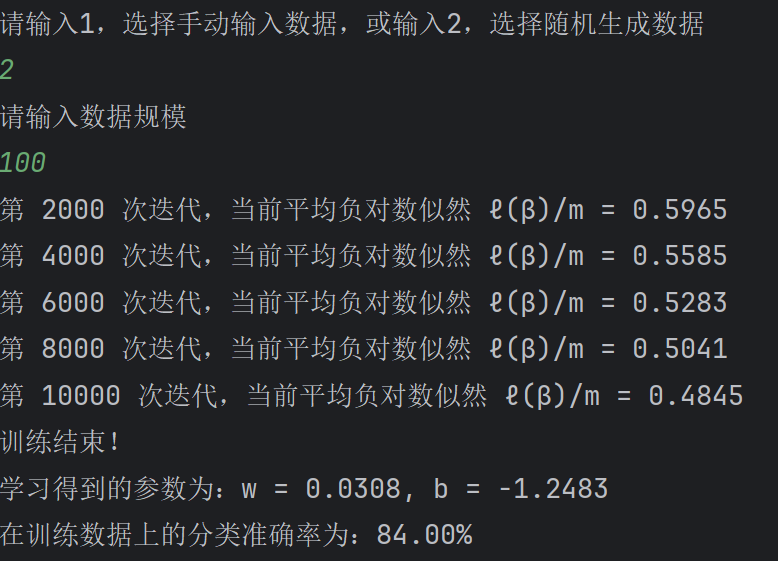 请输入1，选择手动输入数据，或输入2，选择随机生成数据
2
请输入数据规模
100
第 2000 次迭代，当前平均负对数似然 ℓ(β)/m = 0.5965
第 4000 次迭代，当前平均负对数似然 ℓ(β)/m = 0.5585
第 6000 次迭代，当前平均负对数似然 ℓ(β)/m = 0.5283
第 8000 次迭代，当前平均负对数似然 ℓ(β)/m = 0.5041
第 10000 次迭代，当前平均负对数似然 ℓ(β)/m = 0.4845
训练结束！
学习得到的参数为：w = 0.0308, b = -1.2483
在训练数据上的分类准确率为：84.00%